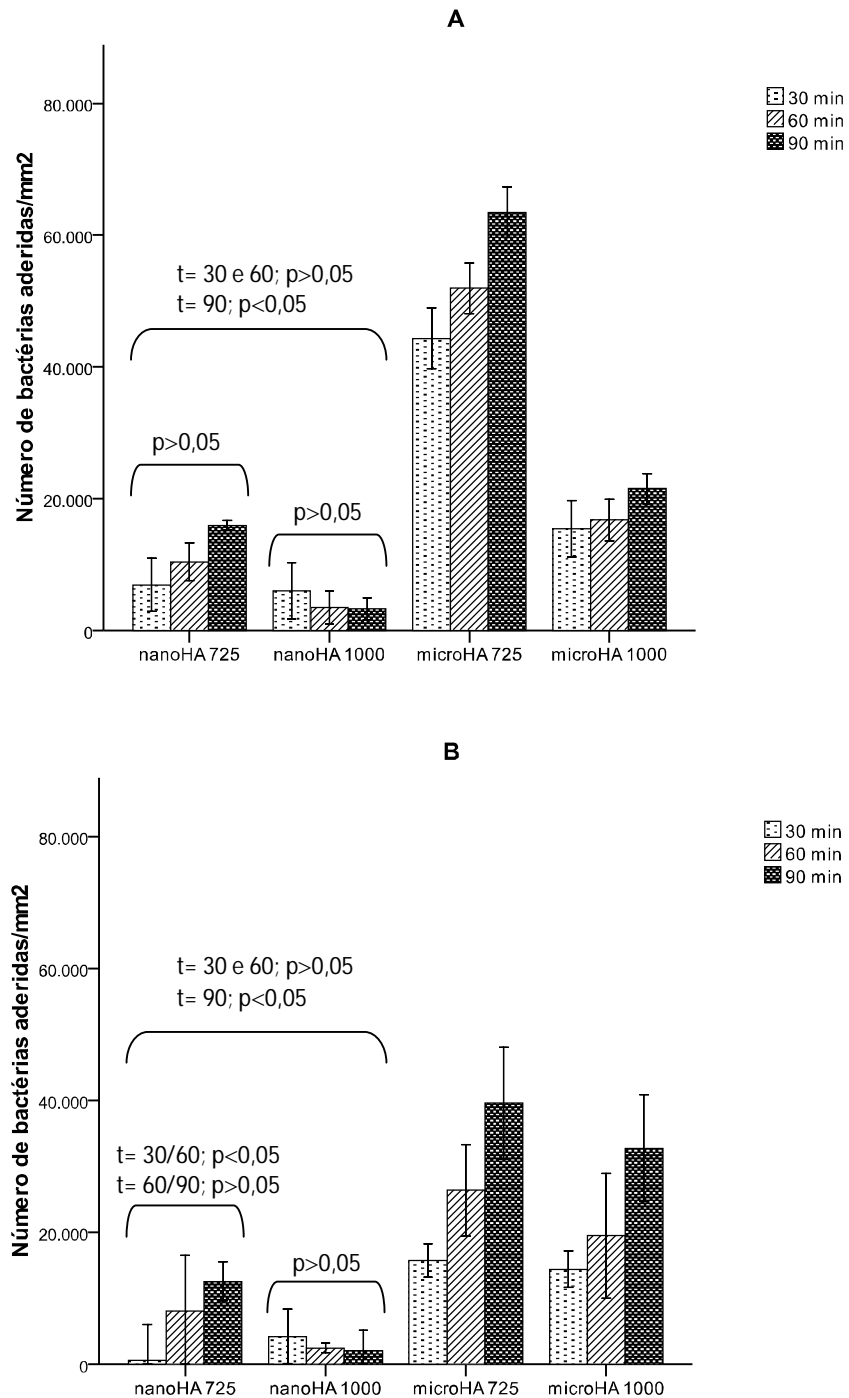 A
80.000
60.000
40.000
20.000
0
Número de bactérias aderidas/mm2
30 min
60 min
90 min
t= 30 e 60; p>0,05
t= 90; p<0,05
p>0,05
p>0,05
nanoHA 725
nanoHA 1000
microHA 725
microHA 1000
B
80.000
60.000
40.000
20.000
0
Número de bactérias aderidas/mm2
30 min
60 min
90 min
t= 30 e 60; p>0,05
t= 90; p<0,05
t= 30/60; p<0,05
t= 60/90; p>0,05
p>0,05
nanoHA 725
nanoHA 1000
microHA 725
microHA 1000